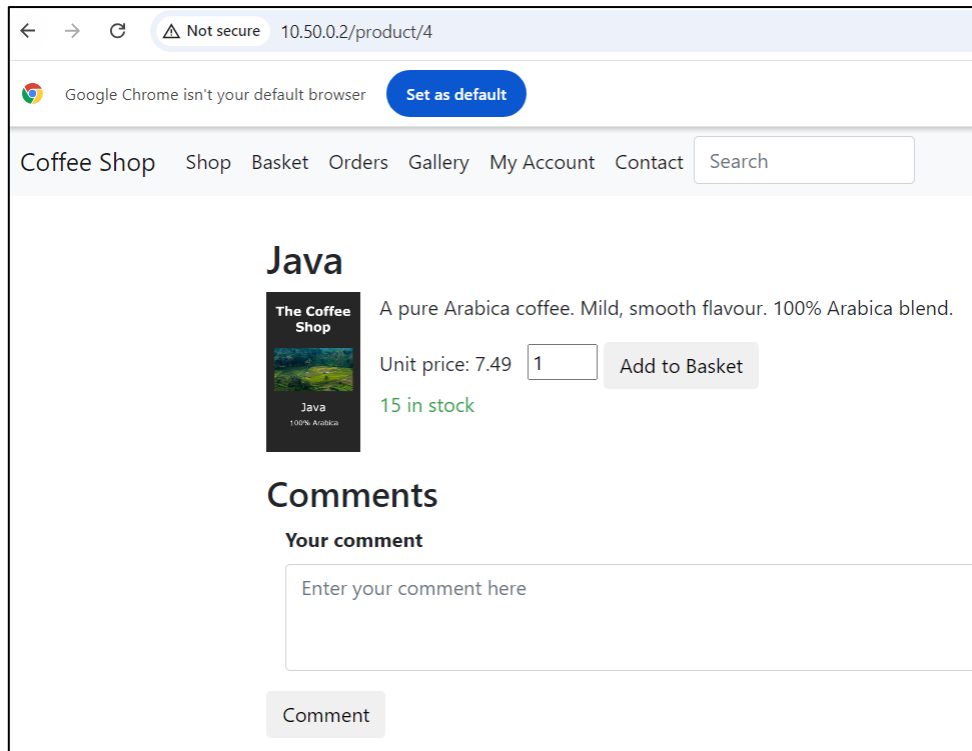 Not secure 10.50.0.2/product/4
Google Chrome isn't your default browser Set as default
Coffee Shop Shop Basket Orders Gallery My Account Contact Search
Java
The Coffee
Shop
Java
100% Arabica
A pure Arabica coffee. Mild, smooth flavour. 100% Arabica blend.
Unit price: 7.49 1 Add to Basket
15 in stock
Comments
Your comment
Enter your comment here
Comment